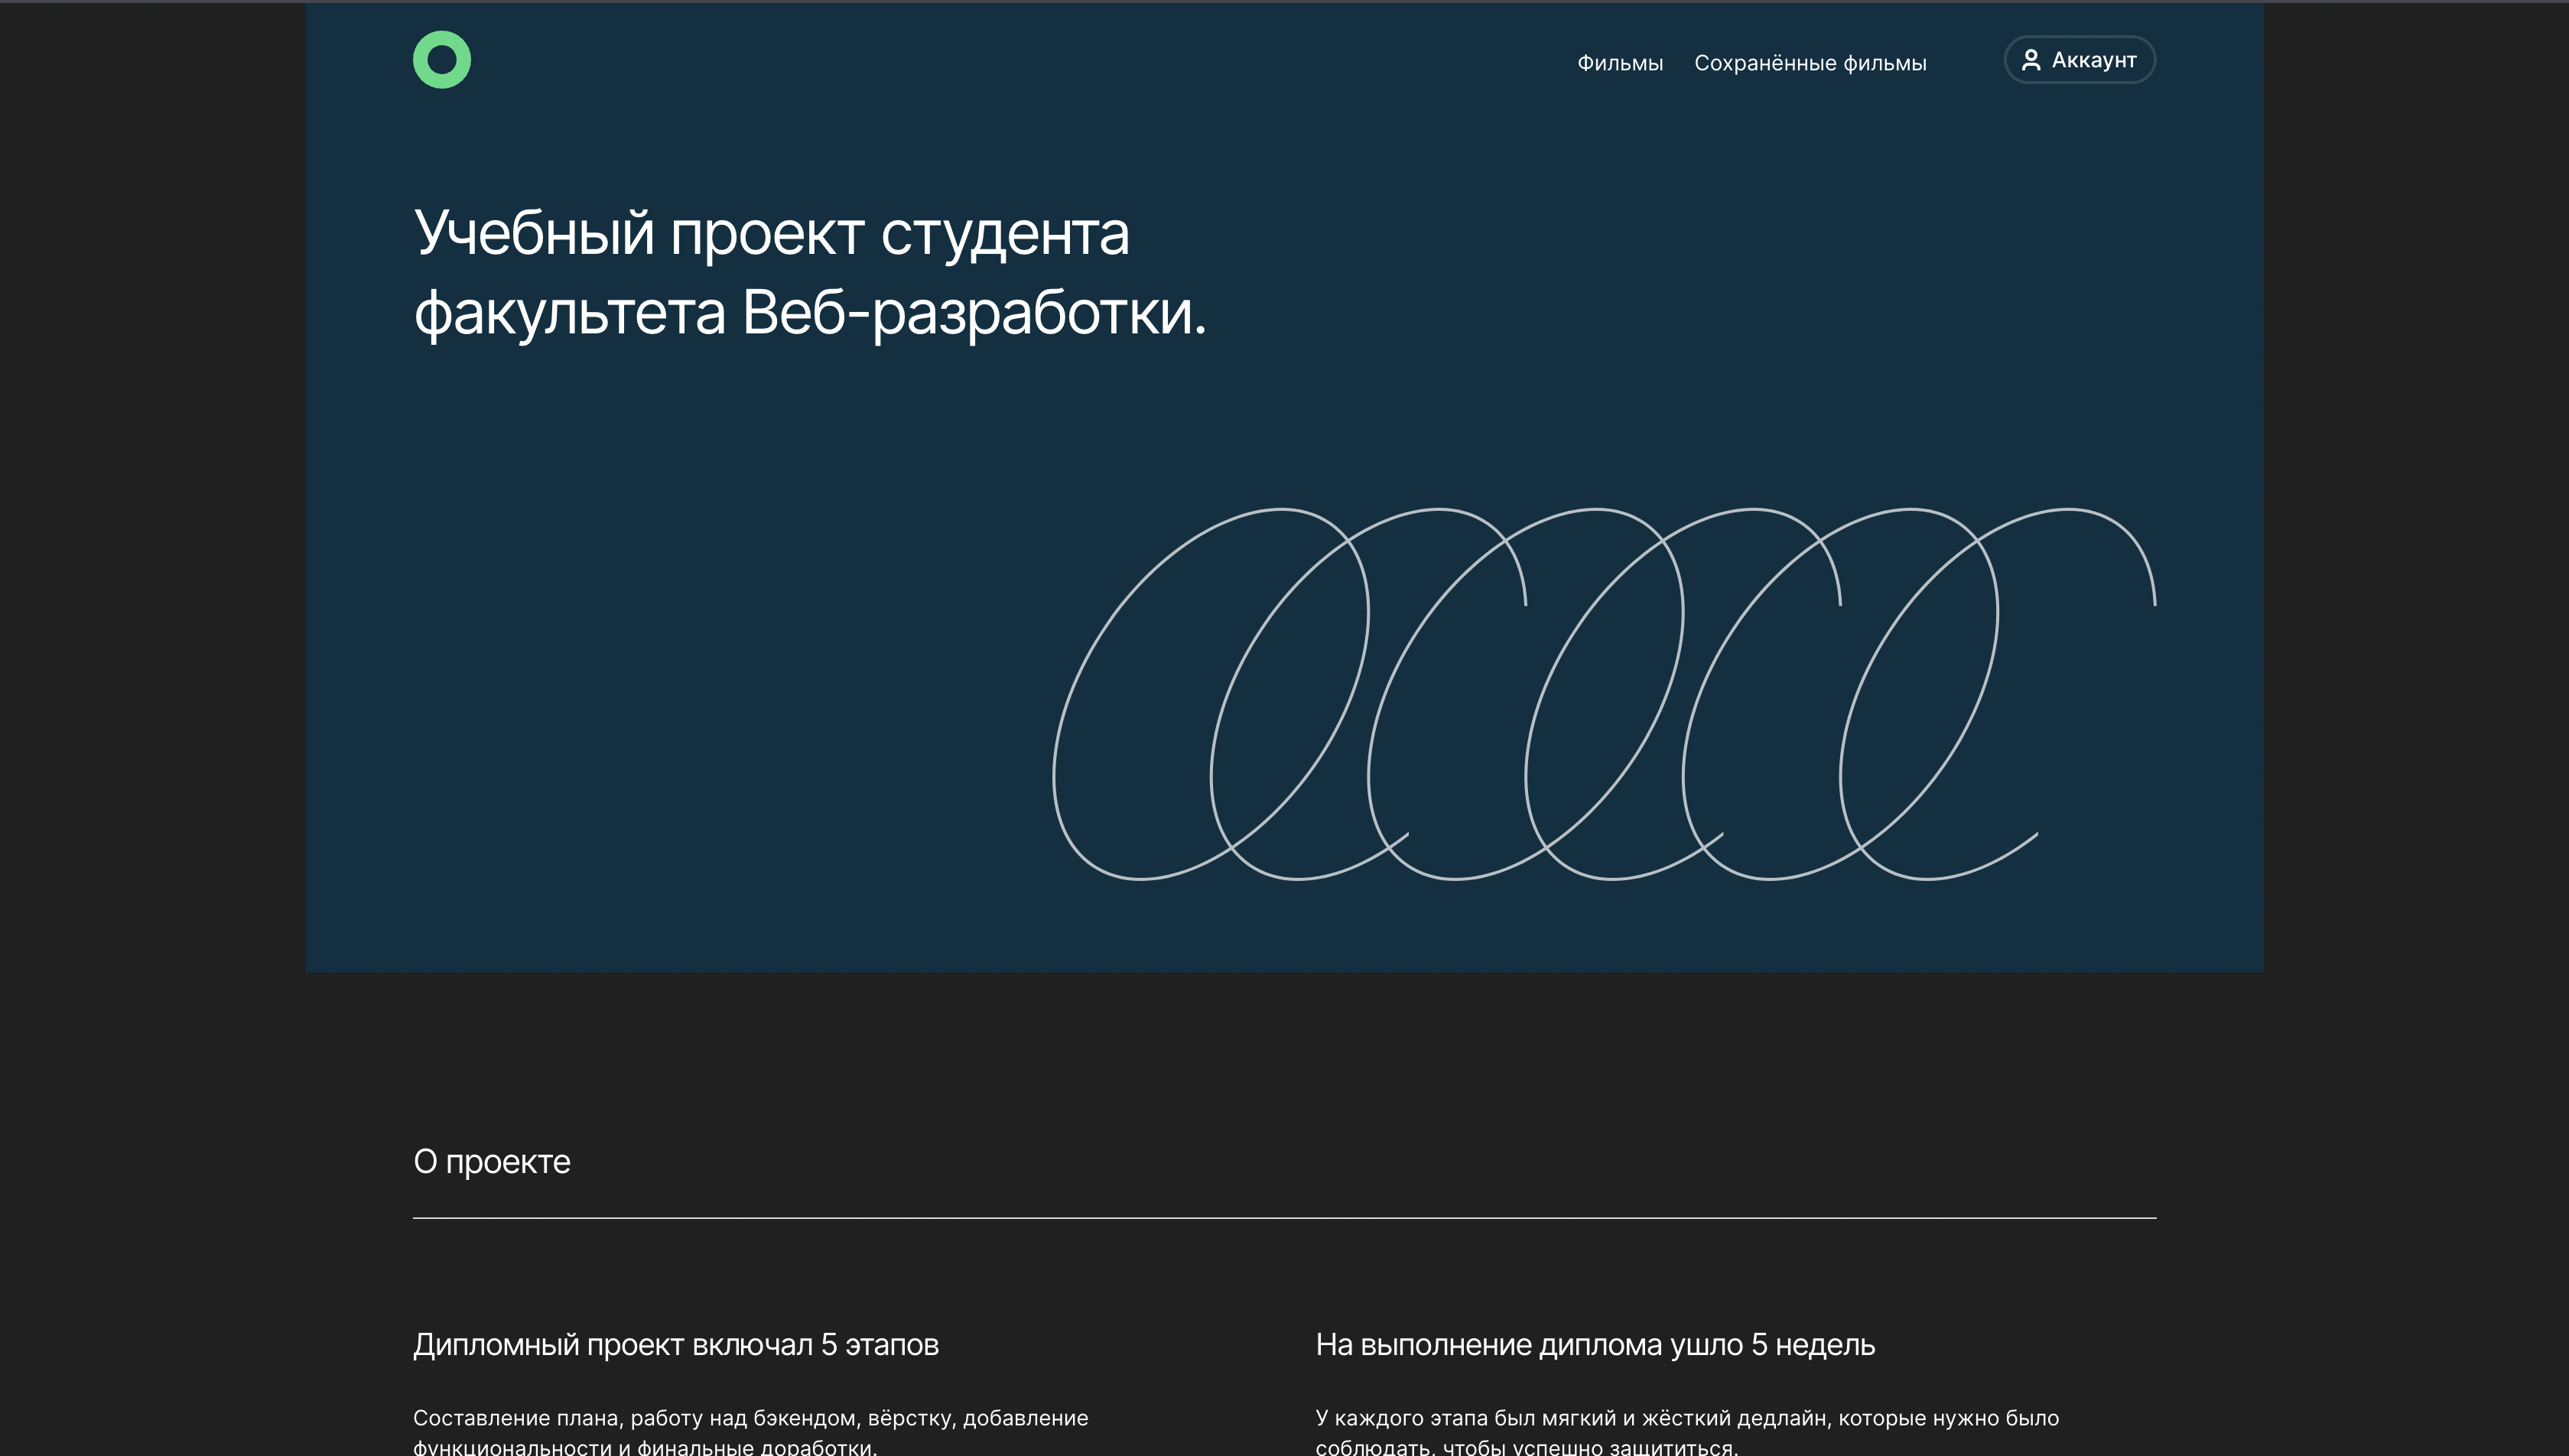 Фильмы Сохранённые фильмы Аккаунт
Учебный проект студента
факультета Веб-разработки.
О проекте
Дипломный проект включал 5 этапов
Составление плана, работу над бэкендом, вёрстку, добавление
функциональности и финальные доработки.
На выполнение диплома ушло 5 недель
У каждого этапа был мягкий и жёсткий дедлайн, которые нужно было
соблюдать, чтобы успешно защититься.